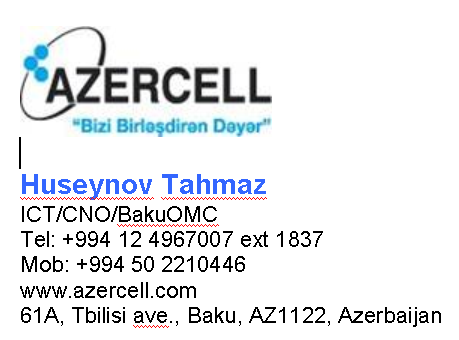 AZERCELL
"Bizi Birləşdirən Dəyər"
Huseynov Tahmaz
ICT/CNO/BakuOMC
Tel: +994 12 4967007 ext 1837
Mob: +994 50 2210446
www.azercell.com
61A, Tbilisi ave., Baku, AZ1122, Azerbaijan